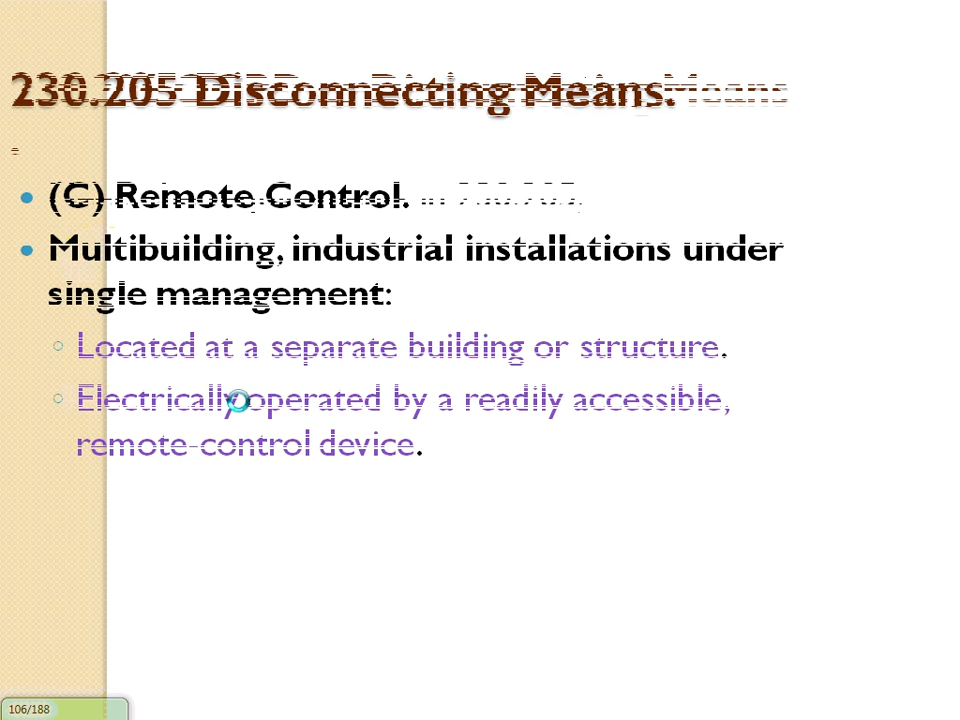 230.205 Disconnecting Means.
(C) Remote Control.
Multibuilding, industrial installations under
single management:
Located at a separate building or structure.
Electrically operated by a readily accessible,
remote-control device.
106/188